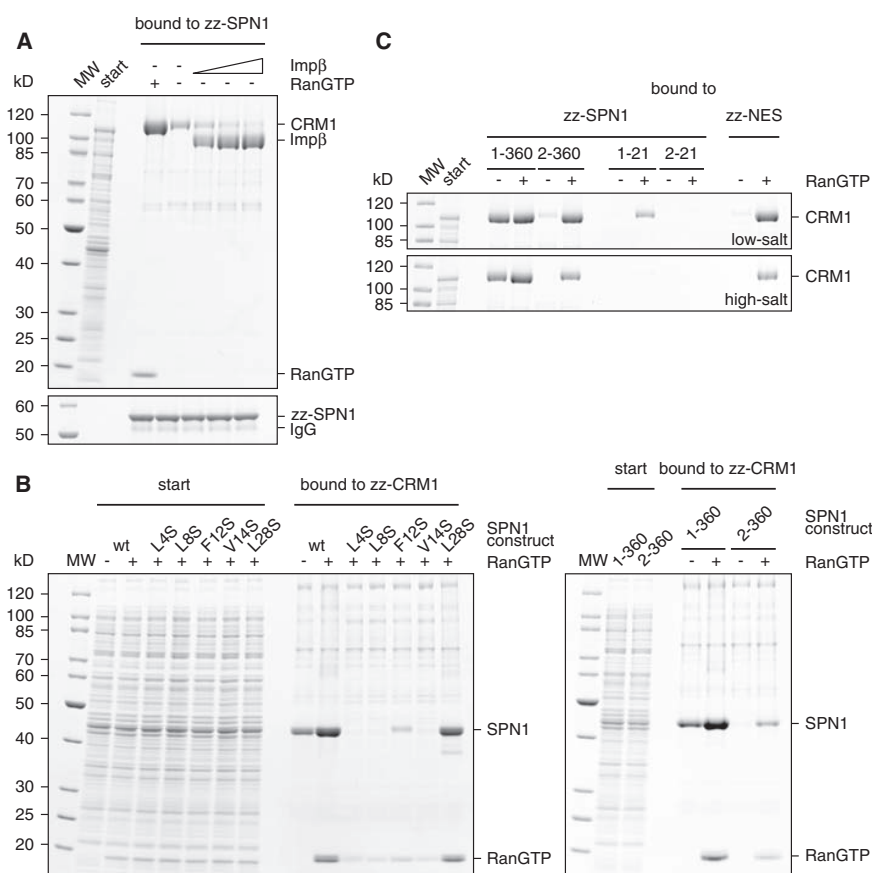 A
bound to zz-SPN1
- - - - - Impβ
+ - - - - RanGTP
kD
MW
start
120
100
85
70
60
50
40
30
25
20
CRM1
Impβ
RanGTP
60
50
zz-SPN1
IgG
C
bound to
zz-SPN1
zz-NES
1-360 2-360 1-21 2-21
kD
MW
start
- + - + - + - + - + RanGTP
120
100
85
CRM1
low-salt
120
100
85
CRM1
high-salt
B
start
bound to zz-CRM1
wt L4S L8S F12S V14S L28S
wt L4S L8S F12S V14S L28S
SPN1
construct
kD
MW
- + + + + + +
- + + + + + + RanGTP
120
100
85
70
60
50
40
30
25
20
SPN1
RanGTP
start
bound to zz-CRM1
MW
1-360
2-360
1-360 2-360
SPN1
construct
- + - + RanGTP
SPN1
RanGTP